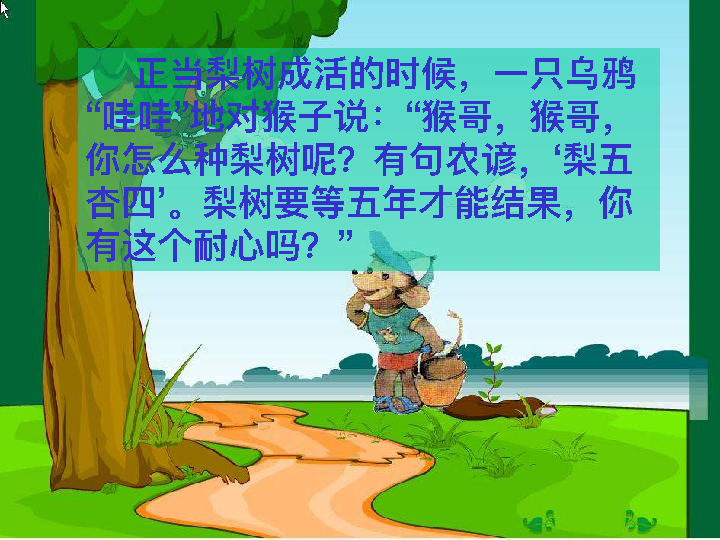 正当梨树成活的时候，一只乌鸦
“哇哇”地对猴子说：“猴哥，猴哥，
你怎么种梨树呢？有句农谚，‘梨五
杏四’。梨树要等五年才能结果，你
有这个耐心吗？”